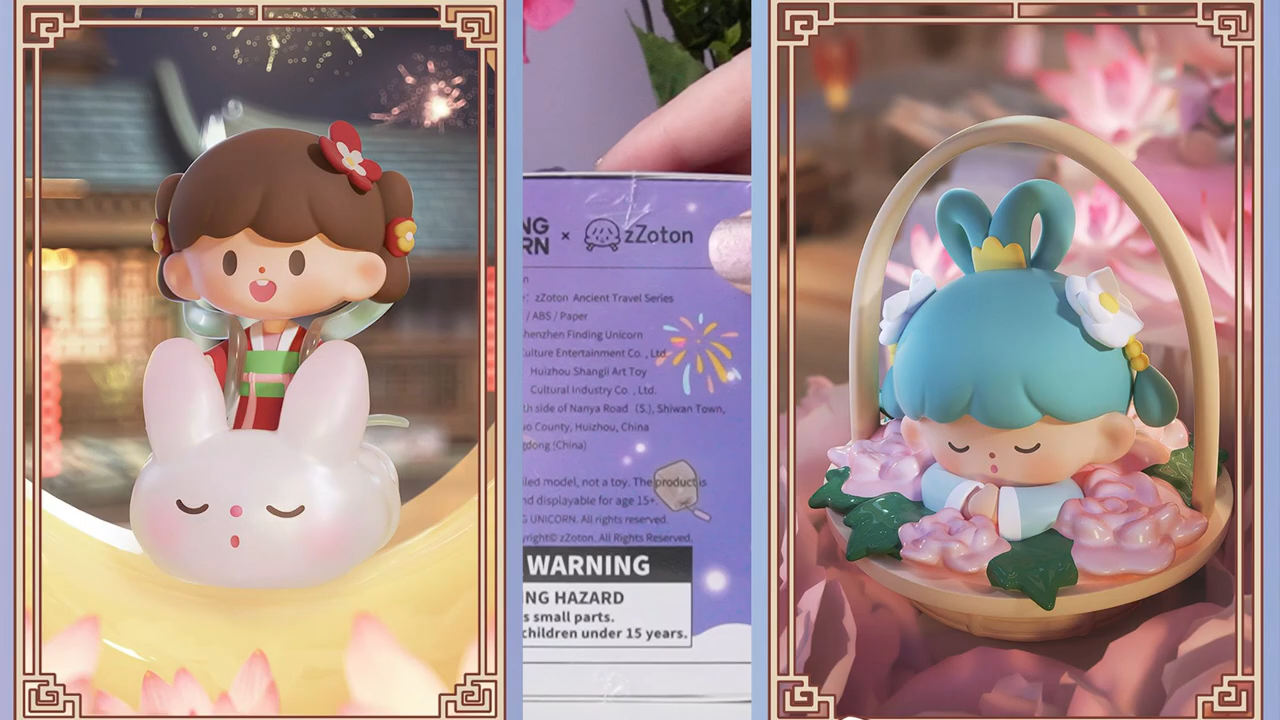 NG
RN × zZoton
n
: zZoton Ancient Travel Series
/ ABS / Paper
henzhen Finding Unicorn
ulture Entertainment Co. , Ltd.
Huizhou Shangli Art Toy
Cultural Industry Co. , Ltd.
th side of Nanya Road (S.), Shiwan Town,
uo County, Huizhou, China
gdong (China)
led model, not a toy. The product is
nd displayable for age 15+.
G UNICORN. All rights reserved.
yright© zZoton. All Rights Reserved.
WARNING
NG HAZARD
s small parts.
children under 15 years.